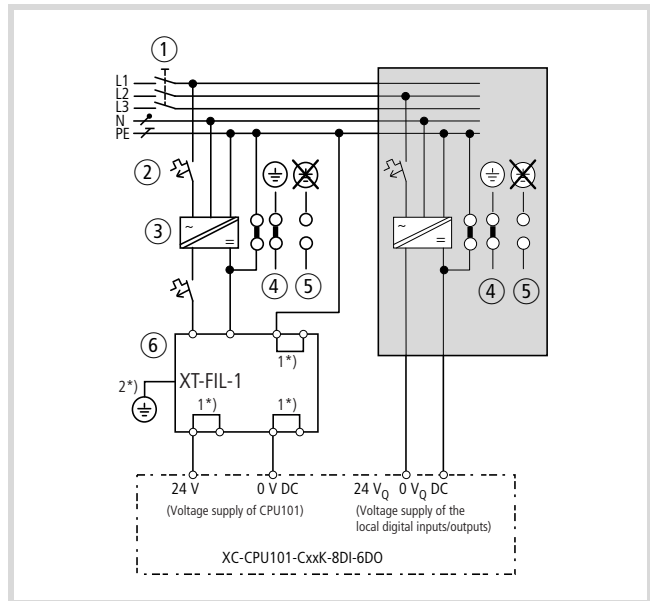 1
L1
L2
L3
N
PE
2
3
~
=
~
=
4
5
4
5
6
1*)
XT-FIL-1
2*)
1*)
1*)
24 V
0 V DC
24 VQ
0 VQ DC
(Voltage supply of CPU101)
(Voltage supply of the
local digital inputs/outputs)
XC-CPU101-CxxK-8DI-6DO